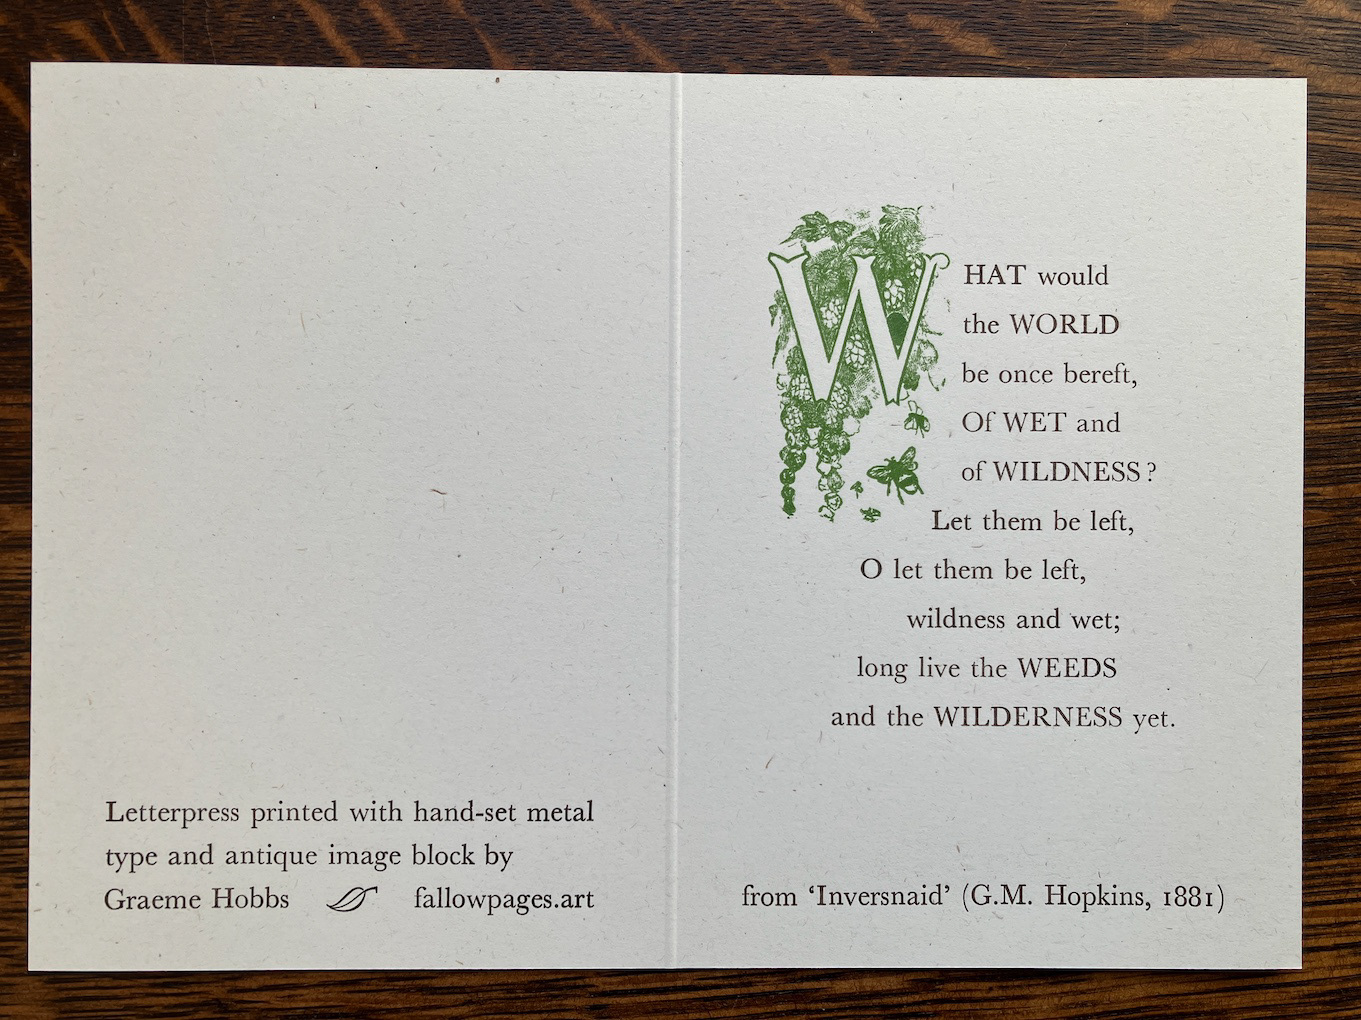 Letterpress printed with hand-set metal
type and antique image block by
Graeme Hobbs fallowpages.art
WHAT would
the WORLD
be once bereft,
Of WET and
of WILDNESS?
Let them be left,
O let them be left,
wildness and wet;
long live the WEEDS
and the WILDERNESS yet.
from ‘Inversnaid’ (G.M. Hopkins, 1881)